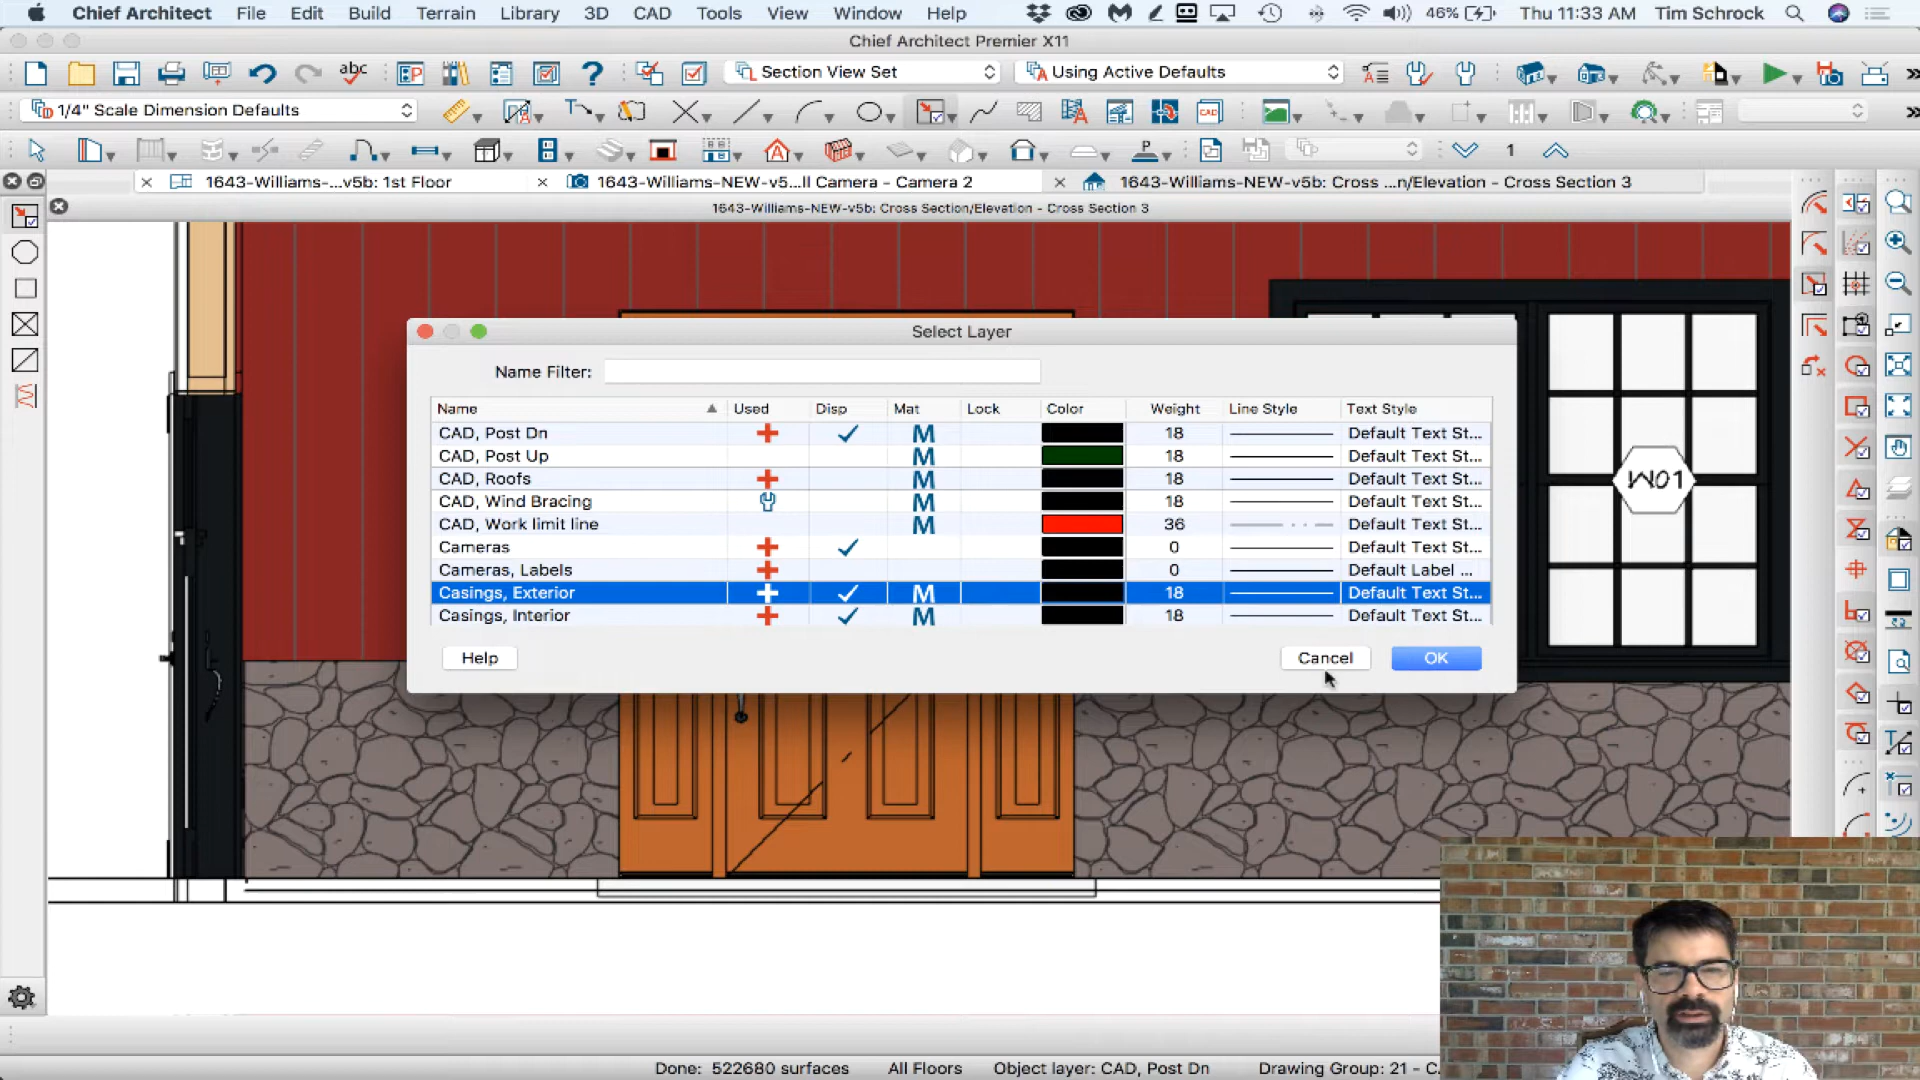 Chief Architect File Edit Build Terrain Library 3D CAD Tools View Window Help 46% Thu 11:33 AM Tim Schrock
Chief Architect Premier X11
abc P ? Section View Set Using Active Defaults
1/4" Scale Dimension Defaults
1
1643-Williams-...v5b: 1st Floor 1643-Williams-NEW-v5...ll Camera - Camera 2 1643-Williams-NEW-v5b: Cross ...n/Elevation - Cross Section 3
1643-Williams-NEW-v5b: Cross Section/Elevation - Cross Section 3
Select Layer
Name Filter:
Name Used Disp Mat Lock Color Weight Line Style Text Style
CAD, Post Dn M 18 Default Text St...
CAD, Post Up M 18 Default Text St...
CAD, Roofs M 18 Default Text St...
CAD, Wind Bracing M 18 Default Text St...
CAD, Work limit line M 36 Default Text St...
Cameras 0 Default Text St...
Cameras, Labels 0 Default Label ...
Casings, Exterior M 18 Default Text St...
Casings, Interior M 18 Default Text St...
Help Cancel OK
W01
Done: 522680 surfaces All Floors Object layer: CAD, Post Dn Drawing Group: 21 - C